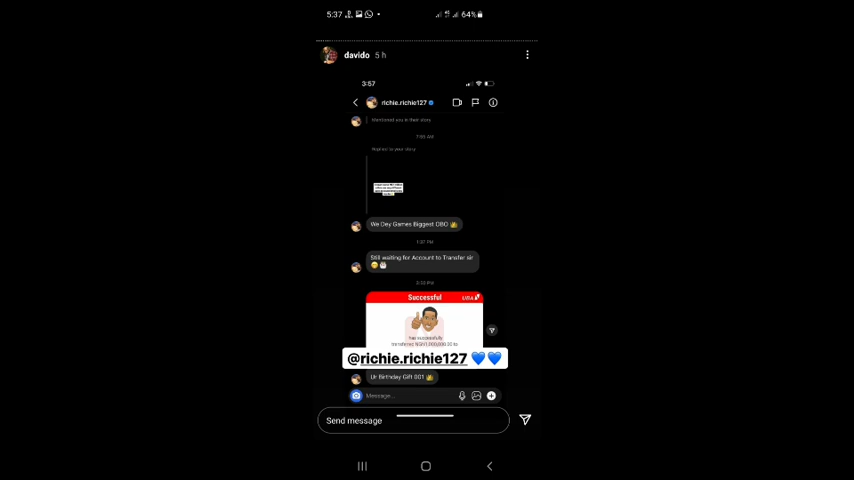 5:37
64%
davido 5 h
3:57
richie.richie127
Mentioned you in their story
7:53 AM
Replied to your story
We Dey Games Biggest OBO 👑
1:37 PM
Still waiting for Account to Transfer sir
3:33 PM
Successful
UBA
successfully
@richie.richie127 💙💙
Ur Birthday Gift 001 👑
Message...
Send message